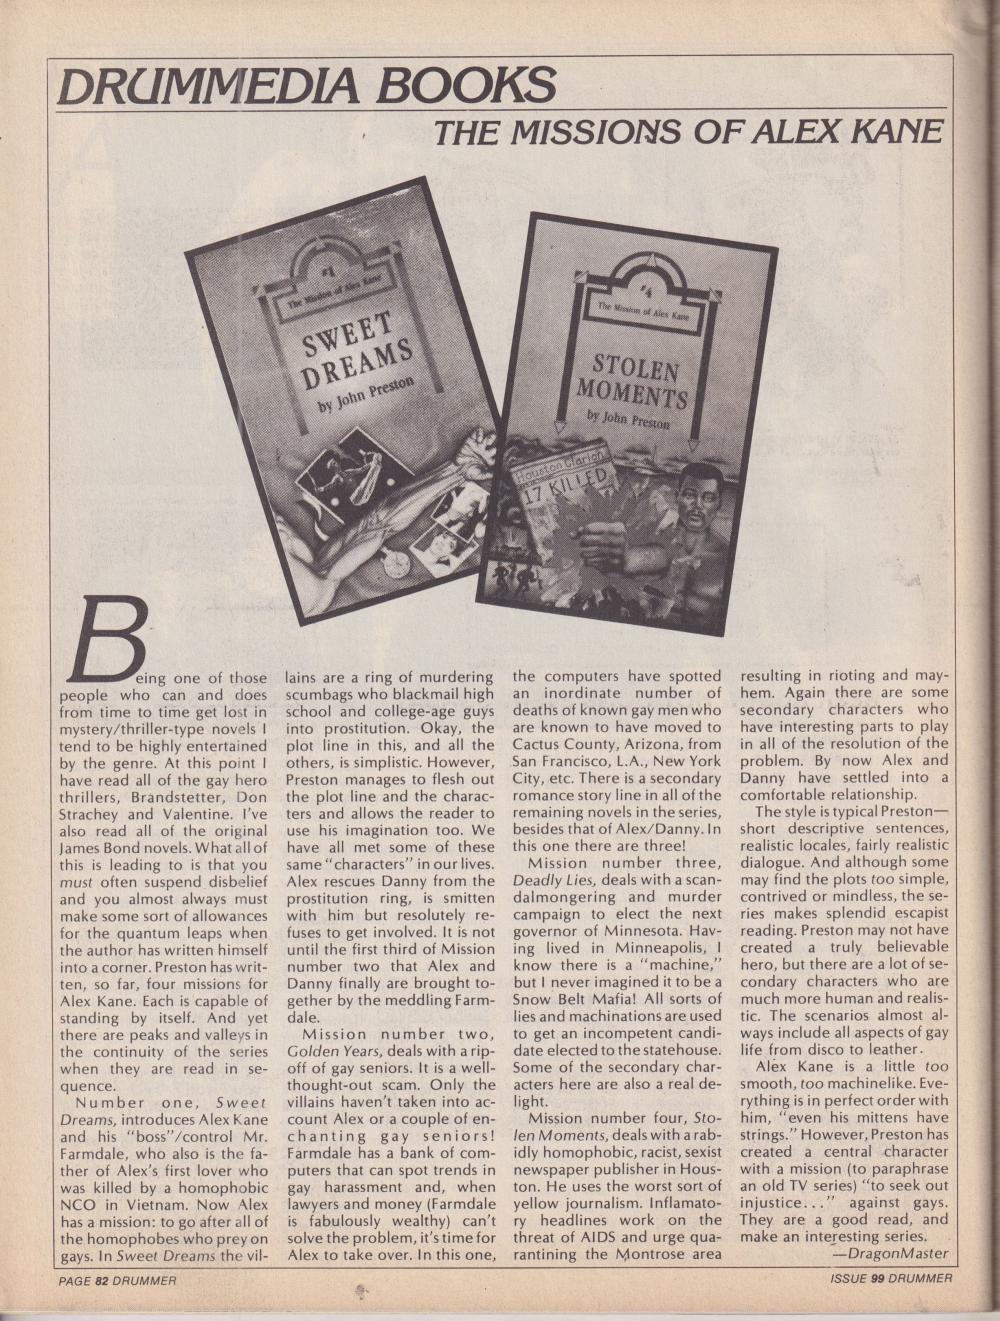 DRUMMEDIA BOOKS
THE MISSIONS OF ALEX KANE
#1
The Mission of Alex Kane
SWEET
DREAMS
by John Preston
#4
The Mission of Alex Kane
STOLEN
MOMENTS
by John Preston
Houston Clarion
17 KILLED
Being one of those
people who can and does
from time to time get lost in
mystery/thriller-type novels I
tend to be highly entertained
by the genre. At this point I
have read all of the gay hero
thrillers, Brandstetter, Don
Strachey and Valentine. I've
also read all of the original
James Bond novels. What all of
this is leading to is that you
must often suspend disbelief
and you almost always must
make some sort of allowances
for the quantum leaps when
the author has written himself
into a corner. Preston has writ-
ten, so far, four missions for
Alex Kane. Each is capable of
standing by itself. And yet
there are peaks and valleys in
the continuity of the series
when they are read in se-
quence.
Number one, Sweet
Dreams, introduces Alex Kane
and his "boss"/control Mr.
Farmdale, who also is the fa-
ther of Alex's first lover who
was killed by a homophobic
NCO in Vietnam. Now Alex
has a mission: to go after all of
the homophobes who prey on
gays. In Sweet Dreams the vil-
lains are a ring of murdering
scumbags who blackmail high
school and college-age guys
into prostitution. Okay, the
plot line in this, and all the
others, is simplistic. However,
Preston manages to flesh out
the plot line and the charac-
ters and allows the reader to
use his imagination too. We
have all met some of these
same "characters" in our lives.
Alex rescues Danny from the
prostitution ring, is smitten
with him but resolutely re-
fuses to get involved. It is not
until the first third of Mission
number two that Alex and
Danny finally are brought to-
gether by the meddling Farm-
dale.
Mission number two,
Golden Years, deals with a rip-
off of gay seniors. It is a well-
thought-out scam. Only the
villains haven't taken into ac-
count Alex or a couple of en-
chanting gay seniors!
Farmdale has a bank of com-
puters that can spot trends in
gay harassment and, when
lawyers and money (Farmdale
is fabulously wealthy) can't
solve the problem, it's time for
Alex to take over. In this one,
the computers have spotted
an inordinate number of
deaths of known gay men who
are known to have moved to
Cactus County, Arizona, from
San Francisco, L.A., New York
City, etc. There is a secondary
romance story line in all of the
remaining novels in the series,
besides that of Alex/Danny. In
this one there are three!
Mission number three,
Deadly Lies, deals with a scan-
dalmongering and murder
campaign to elect the next
governor of Minnesota. Hav-
ing lived in Minneapolis, I
know there is a "machine,"
but I never imagined it to be a
Snow Belt Mafia! All sorts of
lies and machinations are used
to get an incompetent candi-
date elected to the statehouse.
Some of the secondary char-
acters here are also a real de-
light.
Mission number four, Sto-
len Moments, deals with a rab-
idly homophobic, racist, sexist
newspaper publisher in Hous-
ton. He uses the worst sort of
yellow journalism. Inflamato-
ry headlines work on the
threat of AIDS and urge qua-
rantining the Montrose area
resulting in rioting and may-
hem. Again there are some
secondary characters who
have interesting parts to play
in all of the resolution of the
problem. By now Alex and
Danny have settled into a
comfortable relationship.
The style is typical Preston—
short descriptive sentences,
realistic locales, fairly realistic
dialogue. And although some
may find the plots too simple,
contrived or mindless, the se-
ries makes splendid escapist
reading. Preston may not have
created a truly believable
hero, but there are a lot of se-
condary characters who are
much more human and realis-
tic. The scenarios almost al-
ways include all aspects of gay
life from disco to leather.
Alex Kane is a little too
smooth, too machinelike. Eve-
rything is in perfect order with
him, "even his mittens have
strings." However, Preston has
created a central character
with a mission (to paraphrase
an old TV series) "to seek out
injustice..." against gays.
They are a good read, and
make an interesting series.
—DragonMaster
PAGE 82 DRUMMER
ISSUE 99 DRUMMER